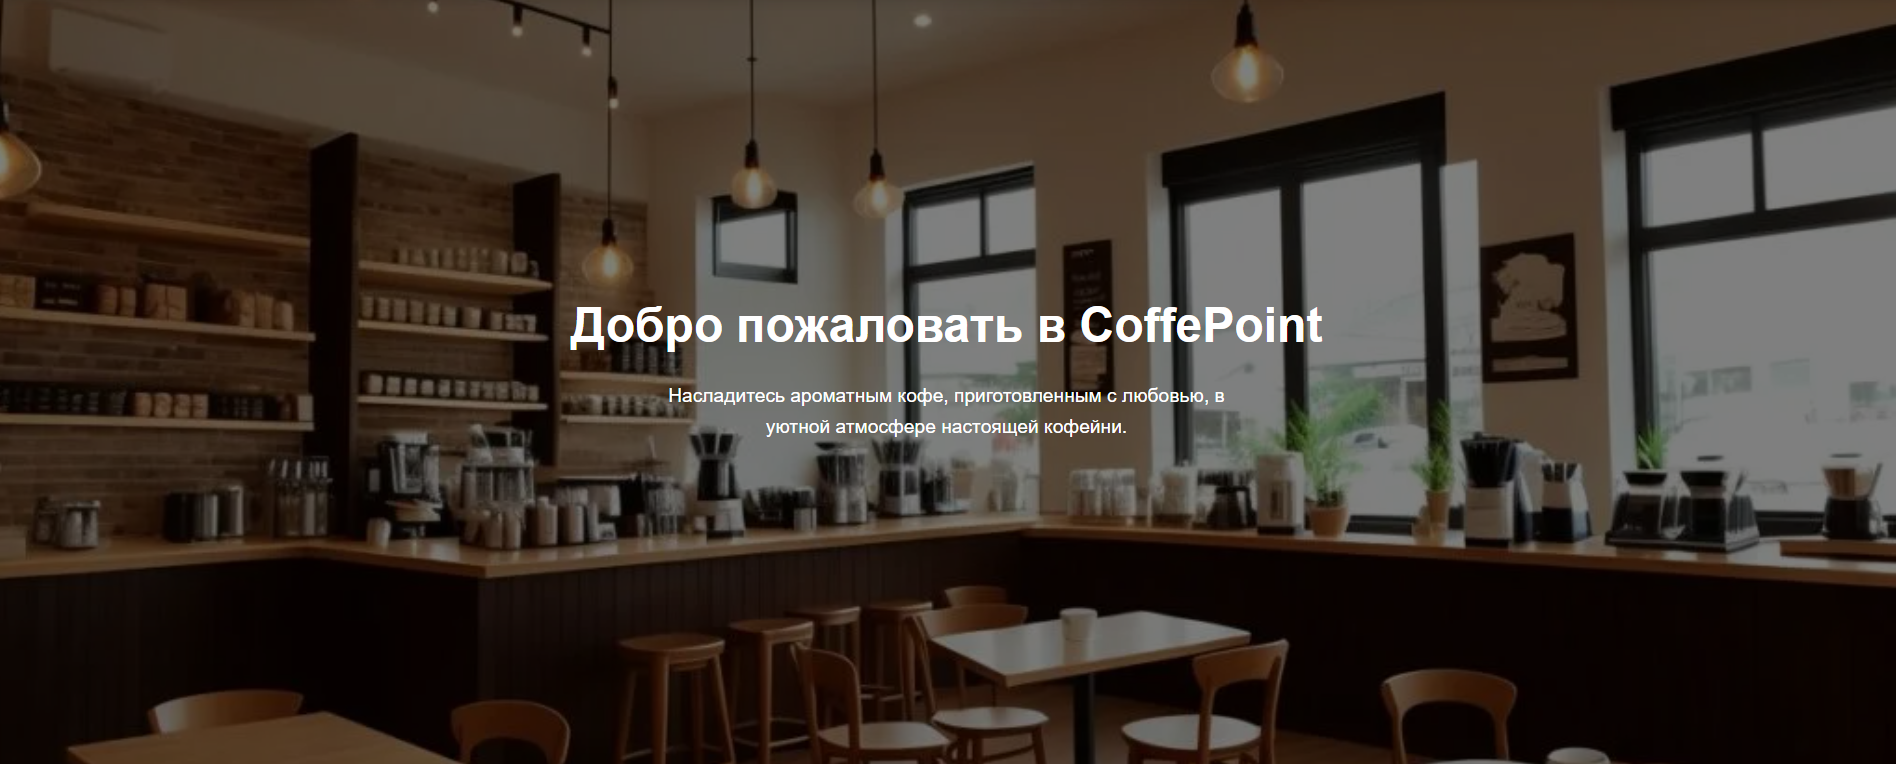 Добро пожаловать в CoffePoint
Насладитесь ароматным кофе, приготовленным с любовью, в
уютной атмосфере настоящей кофейни.